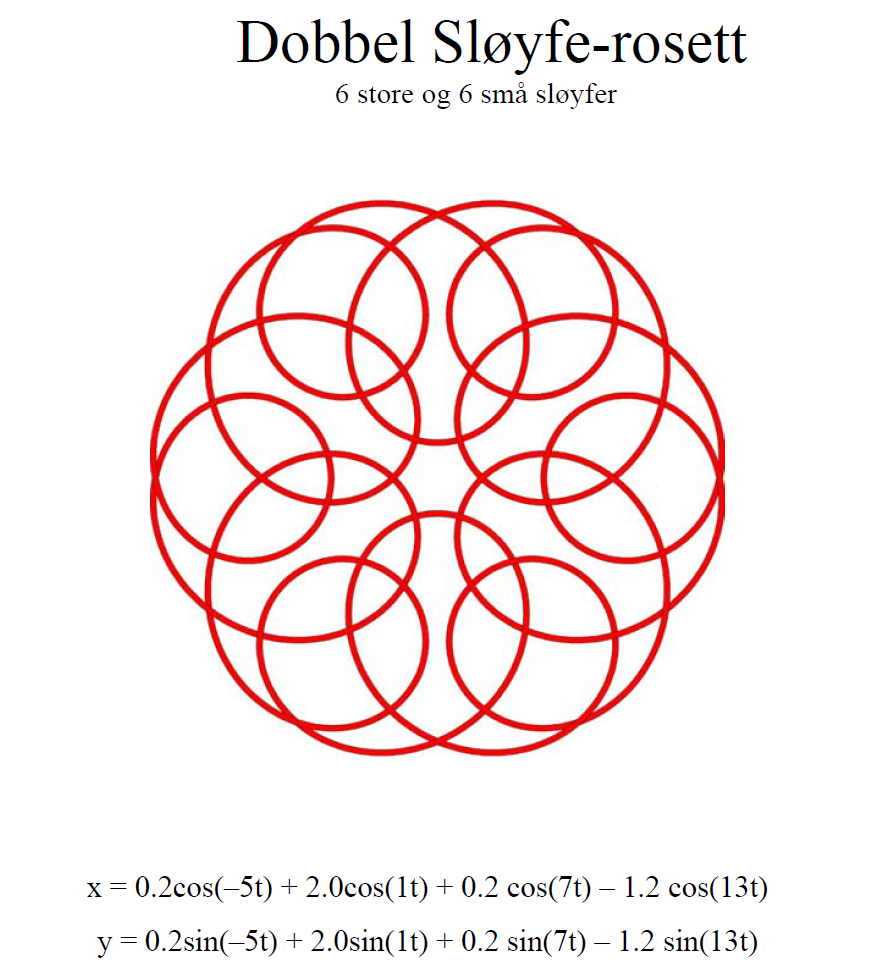 Dobbel Sløyfe-rosett
6 store og 6 små sløyfer
x = 0.2cos(–5t) + 2.0cos(1t) + 0.2 cos(7t) – 1.2 cos(13t)
y = 0.2sin(–5t) + 2.0sin(1t) + 0.2 sin(7t) – 1.2 sin(13t)